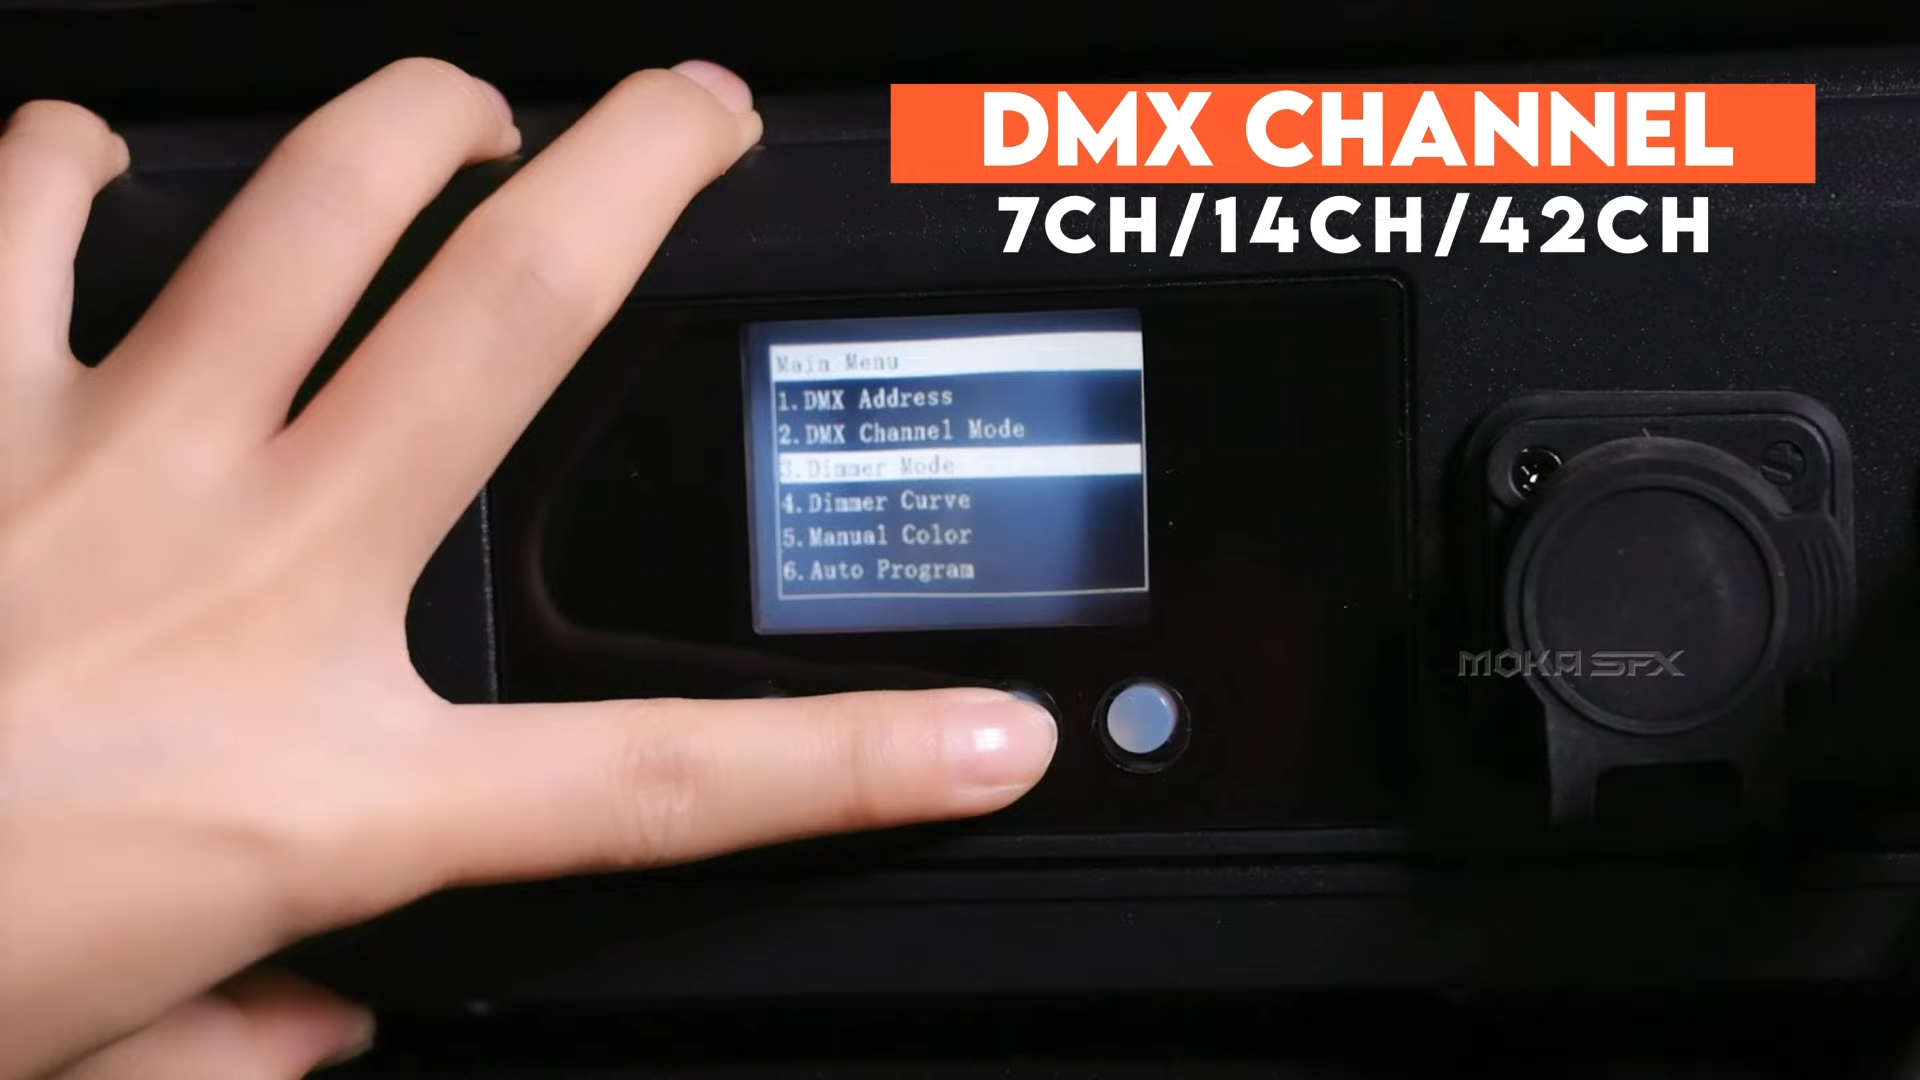 DMX CHANNEL
7CH/14CH/42CH
Main Menu
1.DMX Address
2.DMX Channel Mode
3.Dimmer Mode
4.Dimmer Curve
5.Manual Color
6.Auto Program
MOKA SFX